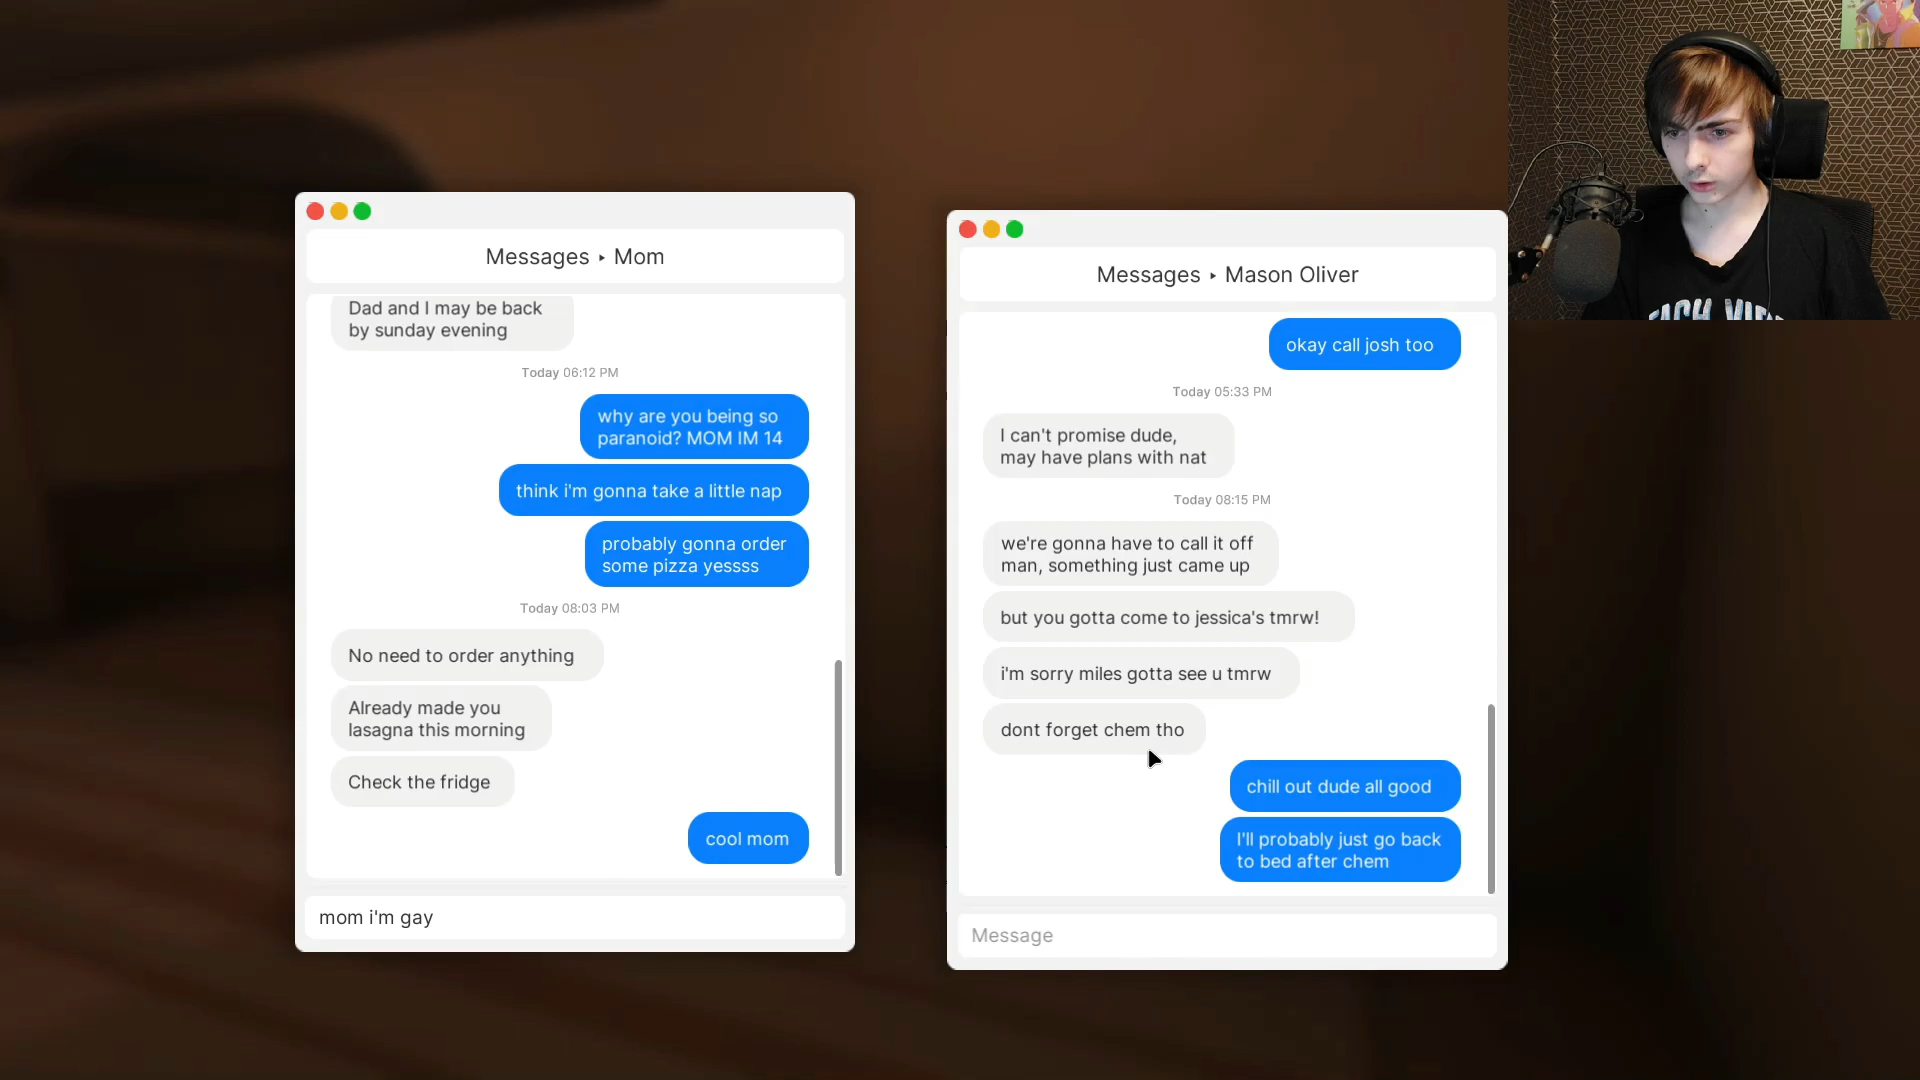 Messages ‣ Mom
Dad and I may be back
by sunday evening
Today 06:12 PM
why are you being so
paranoid? MOM IM 14
think i'm gonna take a little nap
probably gonna order
some pizza yessss
Today 08:03 PM
No need to order anything
Already made you
lasagna this morning
Check the fridge
cool mom
mom i'm gay
Messages ‣ Mason Oliver
okay call josh too
Today 05:33 PM
I can't promise dude,
may have plans with nat
Today 08:15 PM
we're gonna have to call it off
man, something just came up
but you gotta come to jessica's tmrw!
i'm sorry miles gotta see u tmrw
dont forget chem tho
chill out dude all good
I'll probably just go back
to bed after chem
Message